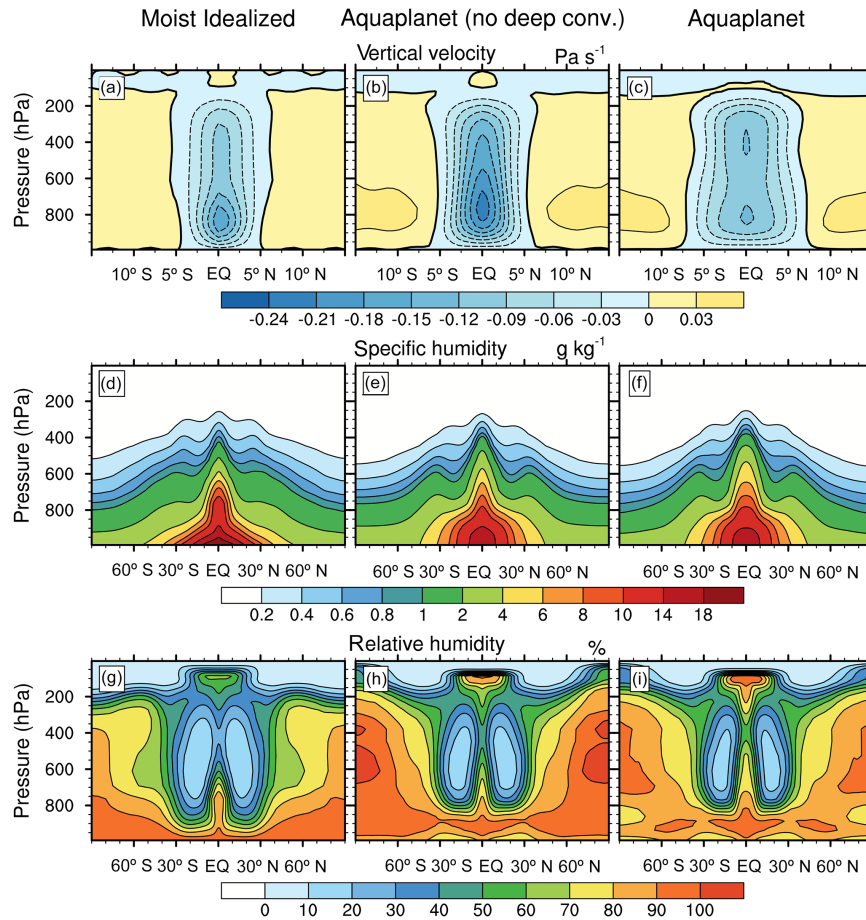 Moist Idealized Aquaplanet (no deep conv.) Aquaplanet
Vertical velocity Pa s⁻¹
(a) (b) (c)
Pressure (hPa)
200
400
600
800
10° S 5° S EQ 5° N 10° N 10° S 5° S EQ 5° N 10° N 10° S 5° S EQ 5° N 10° N
-0.24 -0.21 -0.18 -0.15 -0.12 -0.09 -0.06 -0.03 0 0.03
Specific humidity g kg⁻¹
(d) (e) (f)
Pressure (hPa)
200
400
600
800
60° S 30° S EQ 30° N 60° N 60° S 30° S EQ 30° N 60° N 60° S 30° S EQ 30° N 60° N
0.2 0.4 0.6 0.8 1 2 4 6 8 10 14 18
Relative humidity %
(g) (h) (i)
Pressure (hPa)
200
400
600
800
60° S 30° S EQ 30° N 60° N 60° S 30° S EQ 30° N 60° N 60° S 30° S EQ 30° N 60° N
0 10 20 30 40 50 60 70 80 90 100